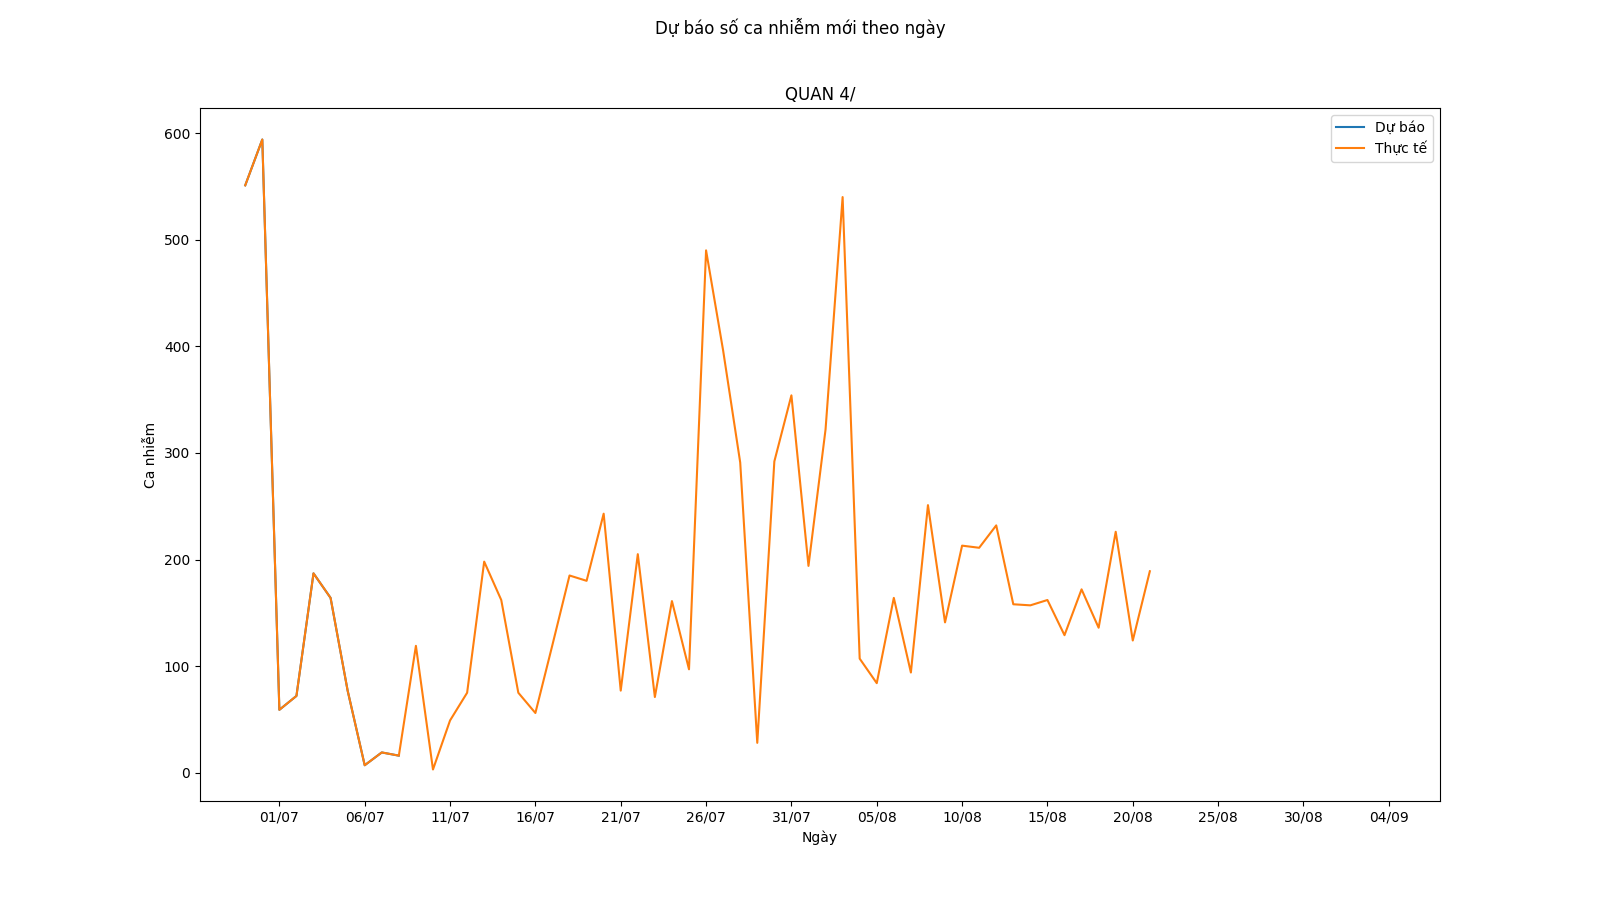 Dự báo số ca nhiễm mới theo ngày
QUAN 4/
Dự báo
Thực tế
600
500
400
300
200
100
0
Ca nhiễm
01/07 06/07 11/07 16/07 21/07 26/07 31/07 05/08 10/08 15/08 20/08 25/08 30/08 04/09
Ngày